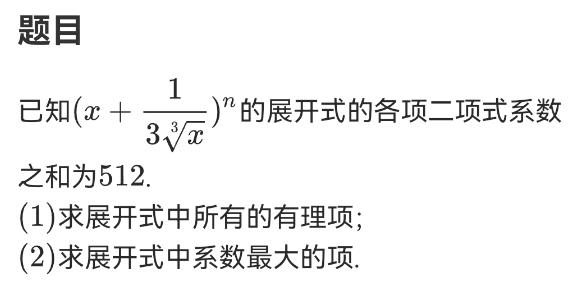 题目
已知$(x + \frac{1}{3\sqrt[3]{x}})^n$的展开式的各项二项式系数
之和为512.
(1)求展开式中所有的有理项;
(2)求展开式中系数最大的项.